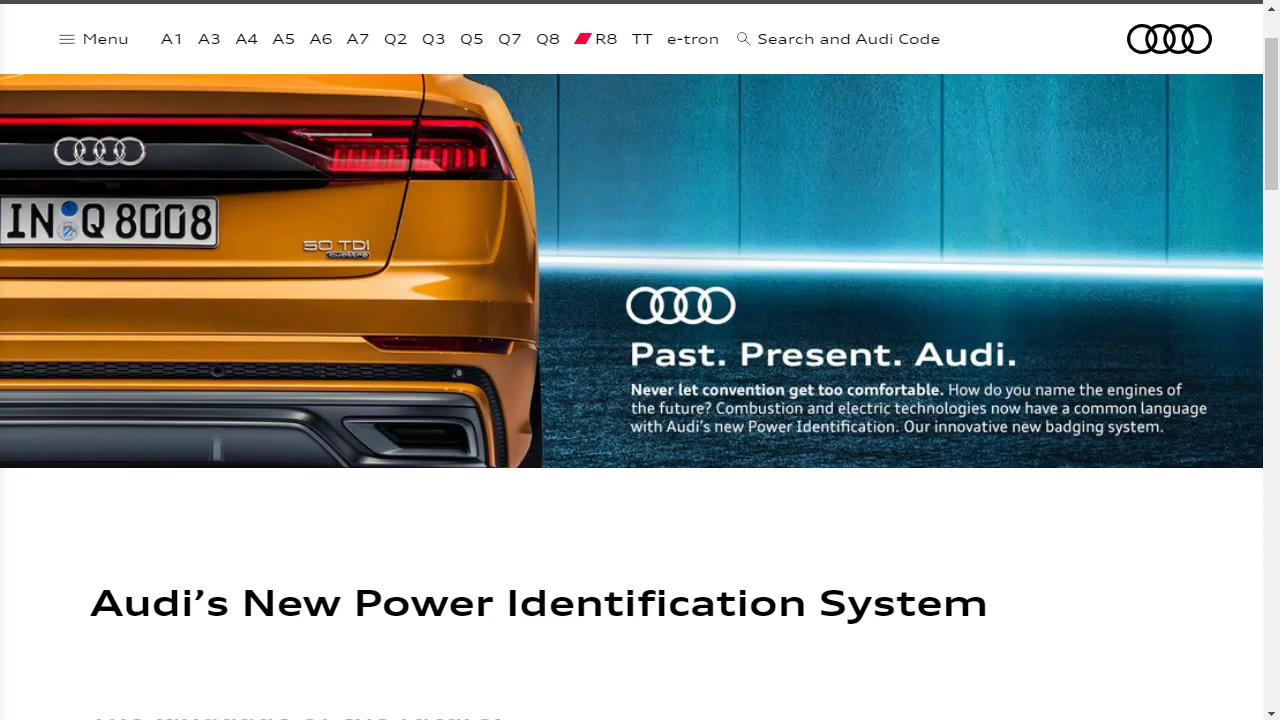 Menu A1 A3 A4 A5 A6 A7 Q2 Q3 Q5 Q7 Q8 R8 TT e-tron Search and Audi Code
IN Q 8008
50 TDI
quattro
Past. Present. Audi.
Never let convention get too comfortable. How do you name the engines of
the future? Combustion and electric technologies now have a common language
with Audi's new Power Identification. Our innovative new badging system.
Audi’s New Power Identification System